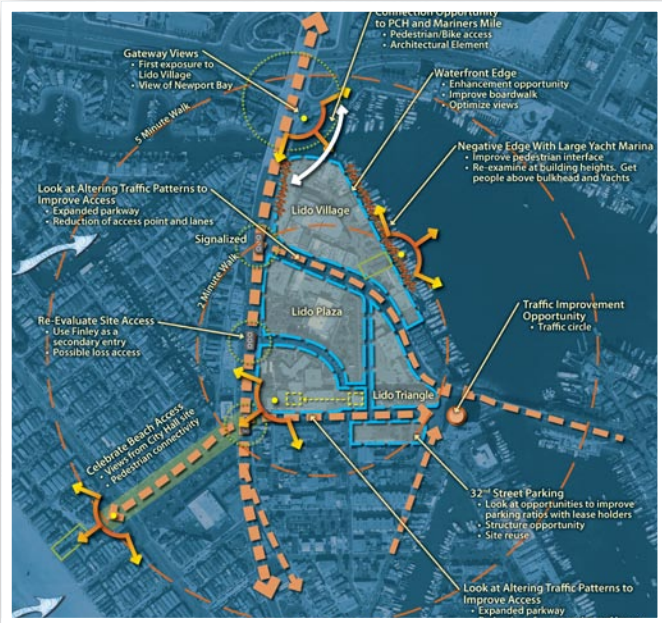 Connection Opportunity
to PCH and Mariners Mile
• Pedestrian/Bike access
• Architectural Element
Gateway Views
• First exposure to
Lido Village
• View of Newport Bay
Waterfront Edge
• Enhancement opportunity
• Improve boardwalk
• Optimize views
5 Minute Walk
Negative Edge With Large Yacht Marina
• Improve pedestrian interface
• Re-examine at building heights. Get
people above bulkhead and Yachts
Look at Altering Traffic Patterns to
Improve Access
• Expanded parkway
• Reduction of access point and lanes
Lido Village
Signalized
2 Minute Walk
Re-Evaluate Site Access
• Use Finley as a
secondary entry
• Possible loss access
Lido Plaza
Traffic Improvement
Opportunity
• Traffic circle
Lido Triangle
Celebrate Beach Access
• Views from City Hall site
• Pedestrian connectivity
32nd Street Parking
• Look at opportunities to improve
parking ratios with lease holders
• Structure opportunity
• Site reuse
Look at Altering Traffic Patterns to
Improve Access
• Expanded parkway